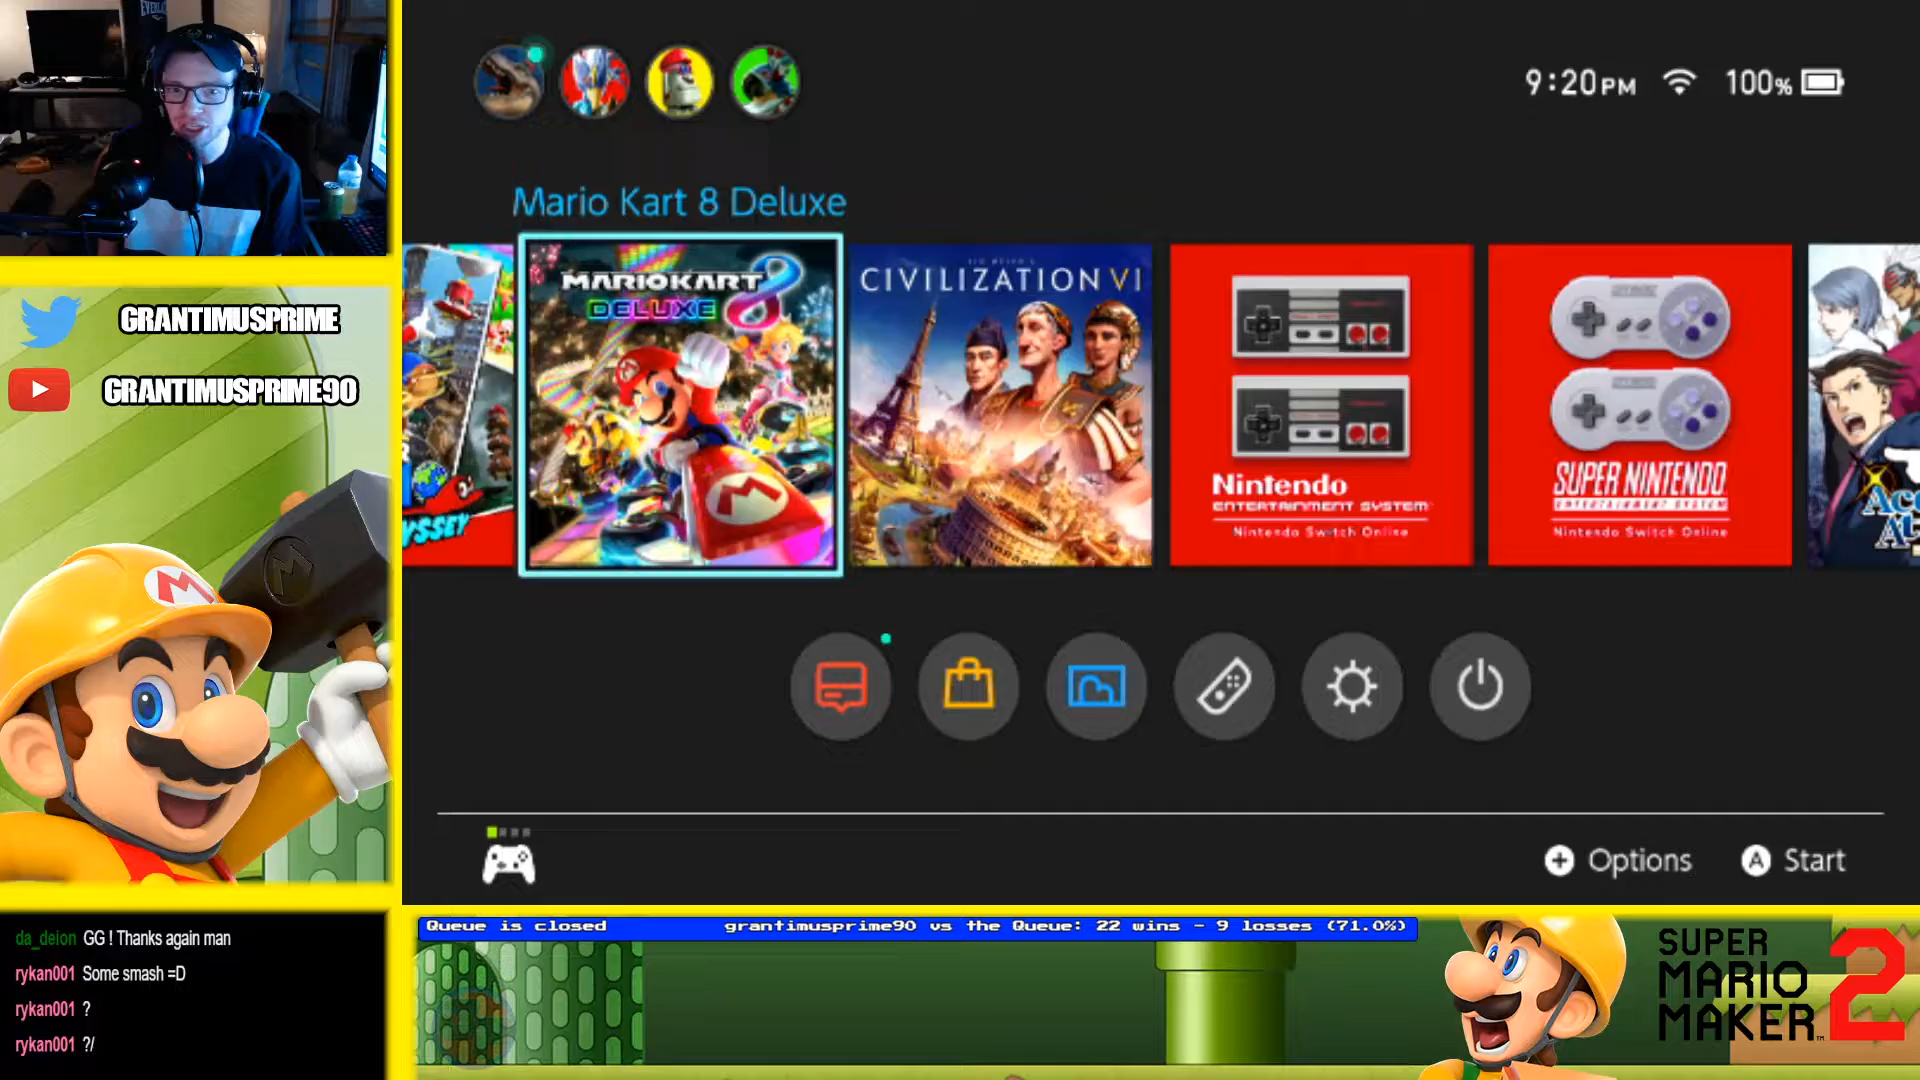 9:20PM 100%
Mario Kart 8 Deluxe
MARIOKART 8
DELUXE
CIVILIZATION VI
Nintendo
ENTERTAINMENT SYSTEM
Nintendo Switch Online
SUPER NINTENDO
ENTERTAINMENT SYSTEM
Nintendo Switch Online
GRANTIMUSPRIME
GRANTIMUSPRIME90
Options
A Start
Queue is closed grantimusprime90 vs the Queue: 22 wins - 9 losses (71.0%)
da_deion GG ! Thanks again man
rykan001 Some smash =D
rykan001 ?
rykan001 ?/
SUPER
MARIO
MAKER 2